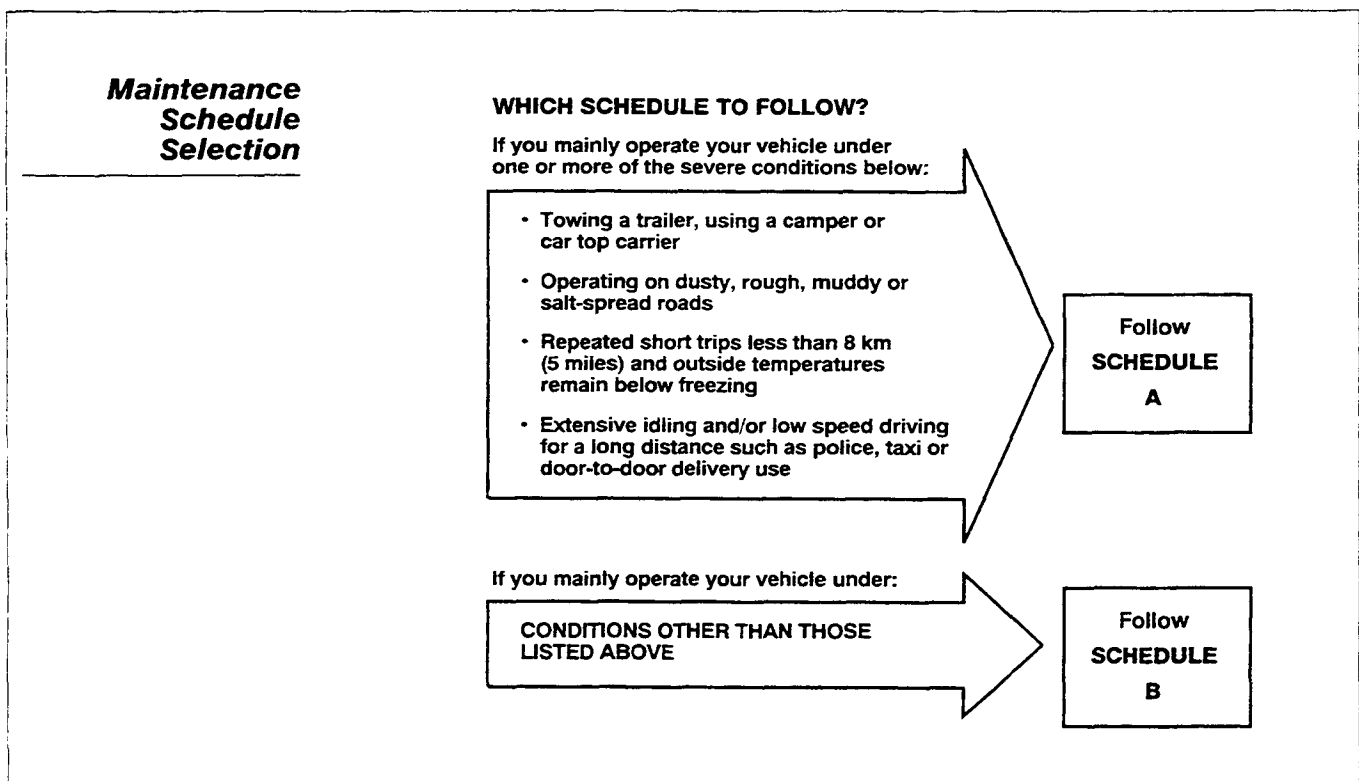 Maintenance
Schedule
Selection
WHICH SCHEDULE TO FOLLOW?
If you mainly operate your vehicle under
one or more of the severe conditions below:
• Towing a trailer, using a camper or
car top carrier
• Operating on dusty, rough, muddy or
salt-spread roads
• Repeated short trips less than 8 km
(5 miles) and outside temperatures
remain below freezing
• Extensive idling and/or low speed driving
for a long distance such as police, taxi or
door-to-door delivery use
Follow
SCHEDULE
A
If you mainly operate your vehicle under:
CONDITIONS OTHER THAN THOSE
LISTED ABOVE
Follow
SCHEDULE
B